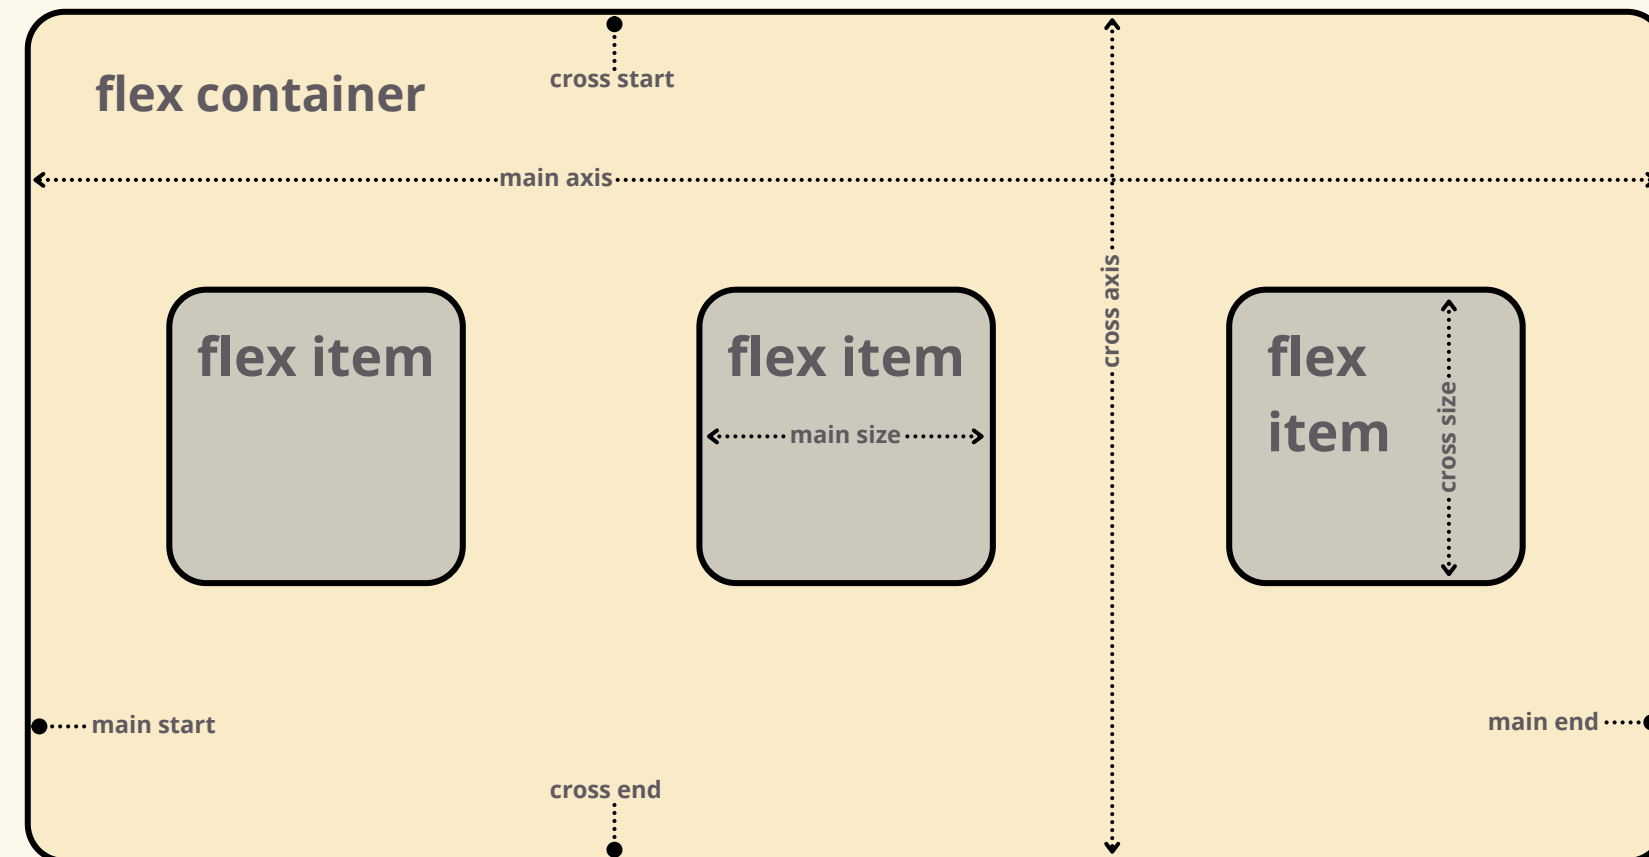 cross start
flex container
main axis
cross axis
flex item
flex item
main size
flex
item
cross size
main start
main end
cross end